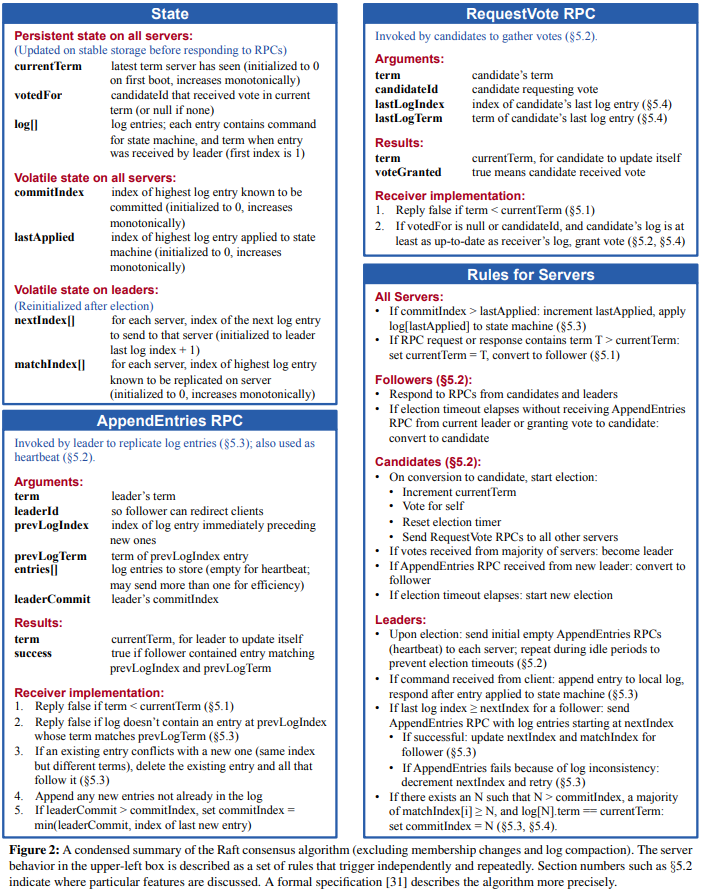 State
Persistent state on all servers:
(Updated on stable storage before responding to RPCs)
currentTerm latest term server has seen (initialized to 0
on first boot, increases monotonically)
votedFor candidateId that received vote in current
term (or null if none)
log[] log entries; each entry contains command
for state machine, and term when entry
was received by leader (first index is 1)
Volatile state on all servers:
commitIndex index of highest log entry known to be
committed (initialized to 0, increases
monotonically)
lastApplied index of highest log entry applied to state
machine (initialized to 0, increases
monotonically)
Volatile state on leaders:
(Reinitialized after election)
nextIndex[] for each server, index of the next log entry
to send to that server (initialized to leader
last log index + 1)
matchIndex[] for each server, index of highest log entry
known to be replicated on server
(initialized to 0, increases monotonically)
AppendEntries RPC
Invoked by leader to replicate log entries (§5.3); also used as
heartbeat (§5.2).
Arguments:
term leader's term
leaderId so follower can redirect clients
prevLogIndex index of log entry immediately preceding
new ones
prevLogTerm term of prevLogIndex entry
entries[] log entries to store (empty for heartbeat;
may send more than one for efficiency)
leaderCommit leader's commitIndex
Results:
term currentTerm, for leader to update itself
success true if follower contained entry matching
prevLogIndex and prevLogTerm
Receiver implementation:
1. Reply false if term < currentTerm (§5.1)
2. Reply false if log doesn't contain an entry at prevLogIndex
whose term matches prevLogTerm (§5.3)
3. If an existing entry conflicts with a new one (same index
but different terms), delete the existing entry and all that
follow it (§5.3)
4. Append any new entries not already in the log
5. If leaderCommit > commitIndex, set commitIndex =
min(leaderCommit, index of last new entry)
RequestVote RPC
Invoked by candidates to gather votes (§5.2).
Arguments:
term candidate's term
candidateId candidate requesting vote
lastLogIndex index of candidate's last log entry (§5.4)
lastLogTerm term of candidate's last log entry (§5.4)
Results:
term currentTerm, for candidate to update itself
voteGranted true means candidate received vote
Receiver implementation:
1. Reply false if term < currentTerm (§5.1)
2. If votedFor is null or candidateId, and candidate's log is at
least as up-to-date as receiver's log, grant vote (§5.2, §5.4)
Rules for Servers
All Servers:
• If commitIndex > lastApplied: increment lastApplied, apply
log[lastApplied] to state machine (§5.3)
• If RPC request or response contains term T > currentTerm:
set currentTerm = T, convert to follower (§5.1)
Followers (§5.2):
• Respond to RPCs from candidates and leaders
• If election timeout elapses without receiving AppendEntries
RPC from current leader or granting vote to candidate:
convert to candidate
Candidates (§5.2):
• On conversion to candidate, start election:
• Increment currentTerm
• Vote for self
• Reset election timer
• Send RequestVote RPCs to all other servers
• If votes received from majority of servers: become leader
• If AppendEntries RPC received from new leader: convert to
follower
• If election timeout elapses: start new election
Leaders:
• Upon election: send initial empty AppendEntries RPCs
(heartbeat) to each server; repeat during idle periods to
prevent election timeouts (§5.2)
• If command received from client: append entry to local log,
respond after entry applied to state machine (§5.3)
• If last log index ≥ nextIndex for a follower: send
AppendEntries RPC with log entries starting at nextIndex
• If successful: update nextIndex and matchIndex for
follower (§5.3)
• If AppendEntries fails because of log inconsistency:
decrement nextIndex and retry (§5.3)
• If there exists an N such that N > commitIndex, a majority
of matchIndex[i] ≥ N, and log[N].term == currentTerm:
set commitIndex = N (§5.3, §5.4).
Figure 2: A condensed summary of the Raft consensus algorithm (excluding membership changes and log compaction). The server
behavior in the upper-left box is described as a set of rules that trigger independently and repeatedly. Section numbers such as §5.2
indicate where particular features are discussed. A formal specification [31] describes the algorithm more precisely.